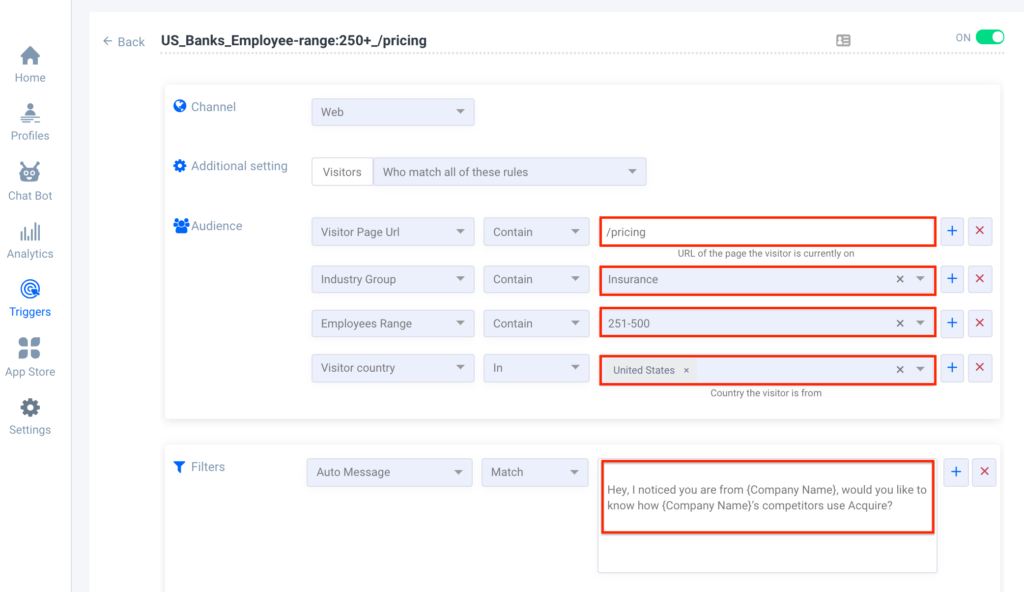 ← Back US_Banks_Employee-range:250+_/pricing ON
Home
Profiles
Chat Bot
Analytics
Triggers
App Store
Settings
Channel Web
Additional setting Visitors Who match all of these rules
Audience Visitor Page Url Contain /pricing + ×
URL of the page the visitor is currently on
Industry Group Contain Insurance × + ×
Employees Range Contain 251-500 × + ×
Visitor country In United States × × + ×
Country the visitor is from
Filters Auto Message Match + ×
Hey, I noticed you are from {Company Name}, would you like to
know how {Company Name}'s competitors use Acquire?